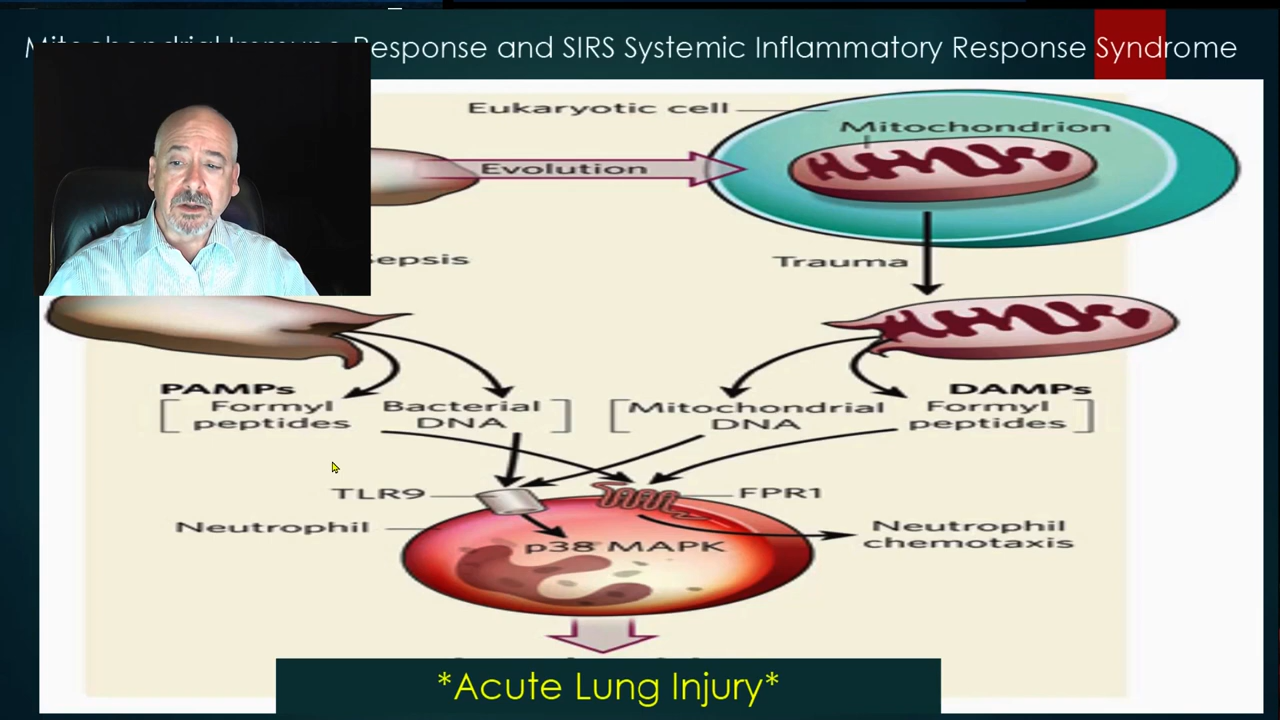 Response and SIRS Systemic Inflammatory Response Syndrome
Eukaryotic cell
Mitochondrion
Evolution
Sepsis
Trauma
PAMPs
DAMPs
Formyl peptides
Bacterial DNA
Mitochondrial DNA
Formyl peptides
TLR9
FPR1
Neutrophil
Neutrophil chemotaxis
p38 MAPK
*Acute Lung Injury*